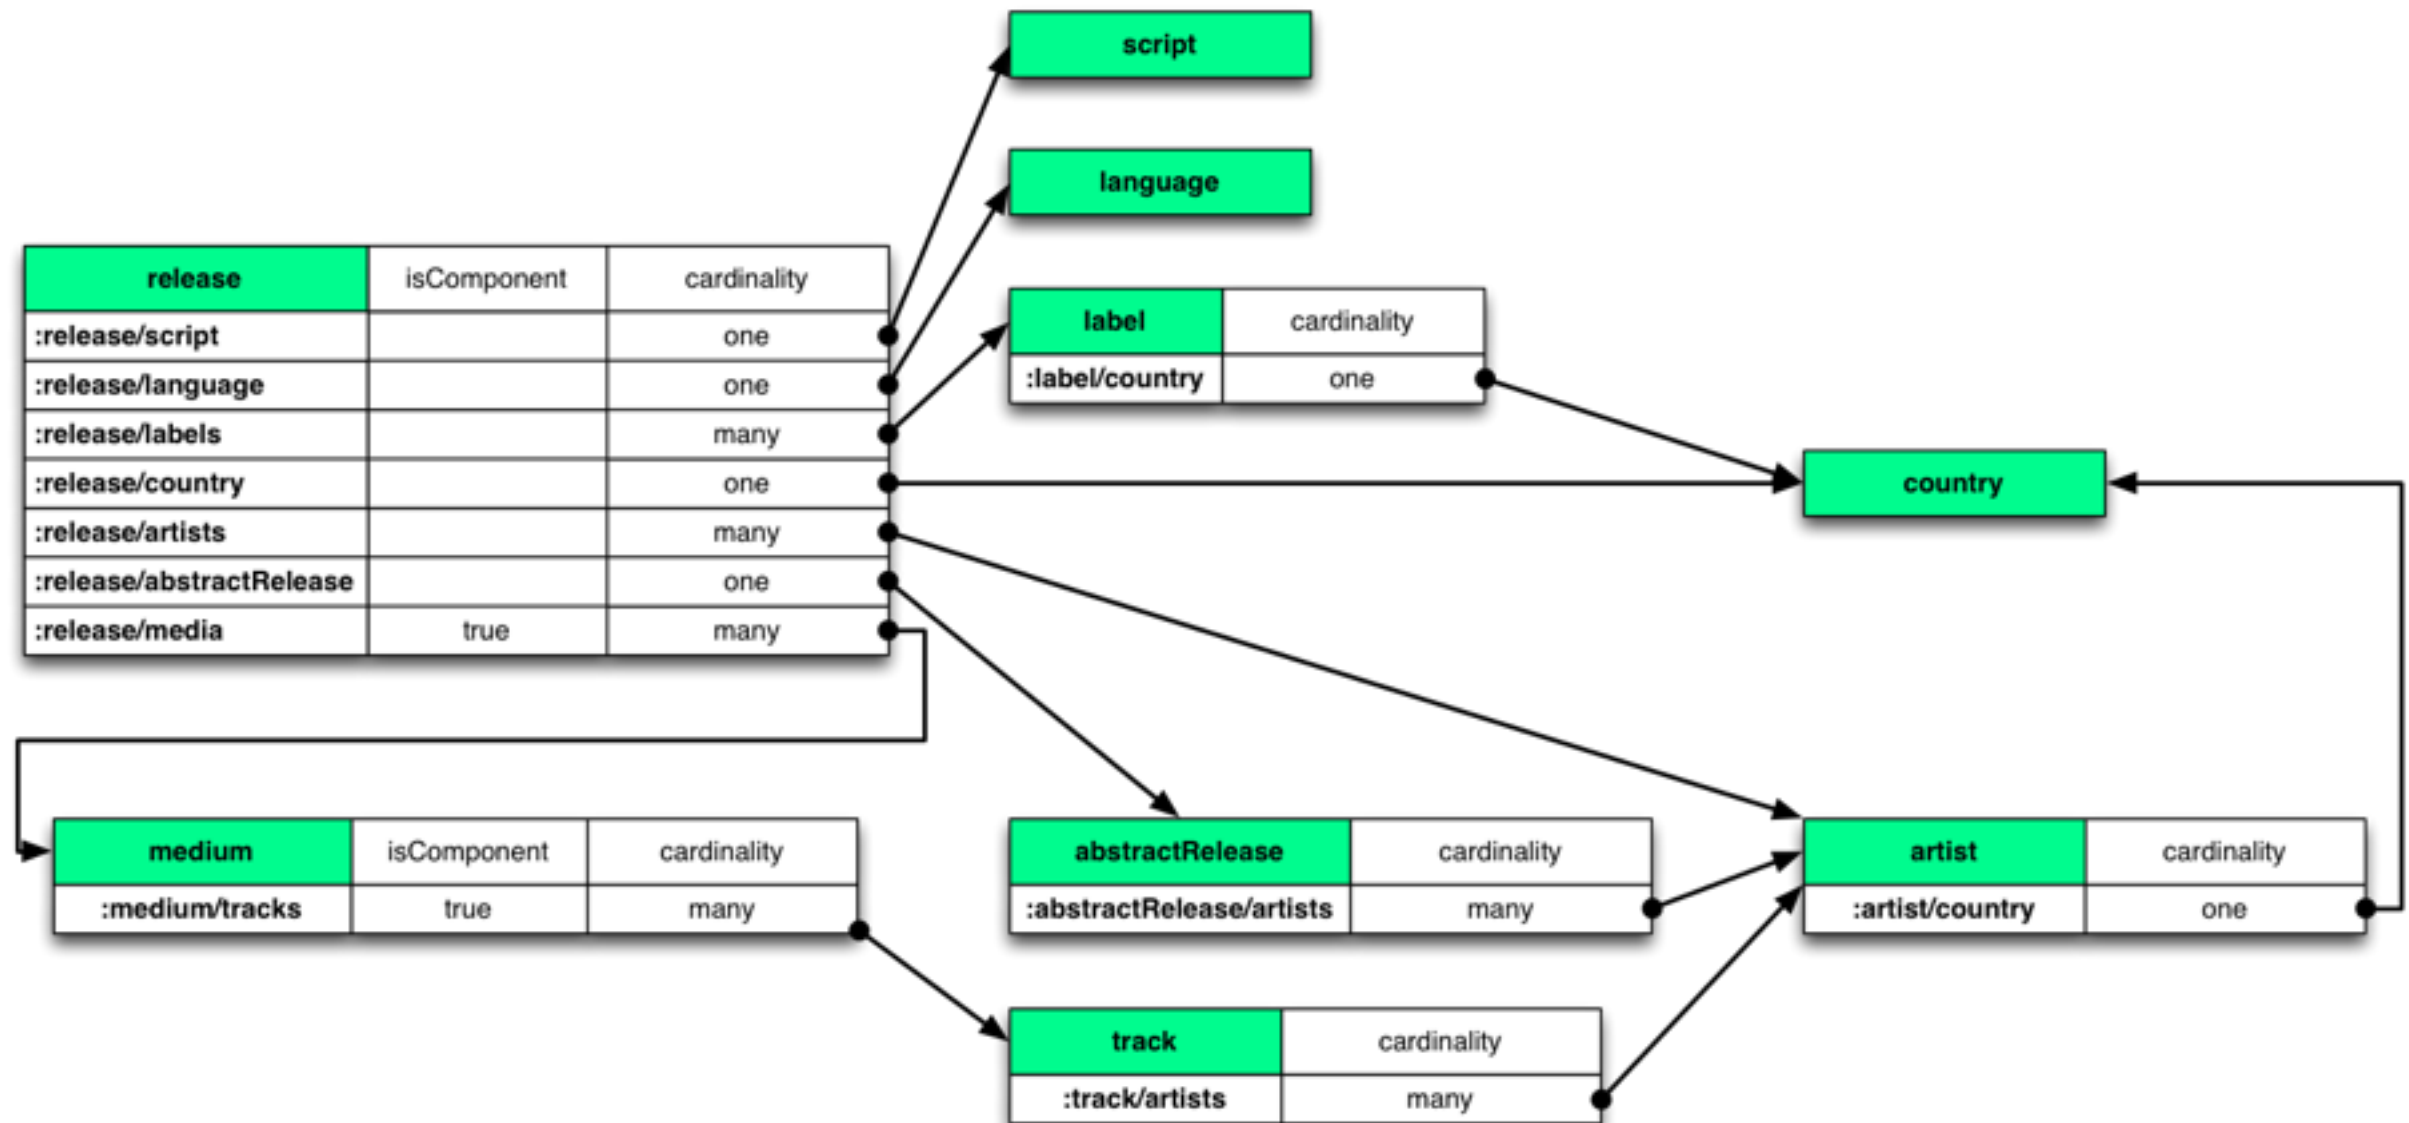 script
language
release isComponent cardinality
:release/script one
:release/language one
:release/labels many
:release/country one
:release/artists many
:release/abstractRelease one
:release/media true many
label cardinality
:label/country one
country
medium isComponent cardinality
:medium/tracks true many
abstractRelease cardinality
:abstractRelease/artists many
artist cardinality
:artist/country one
track cardinality
:track/artists many